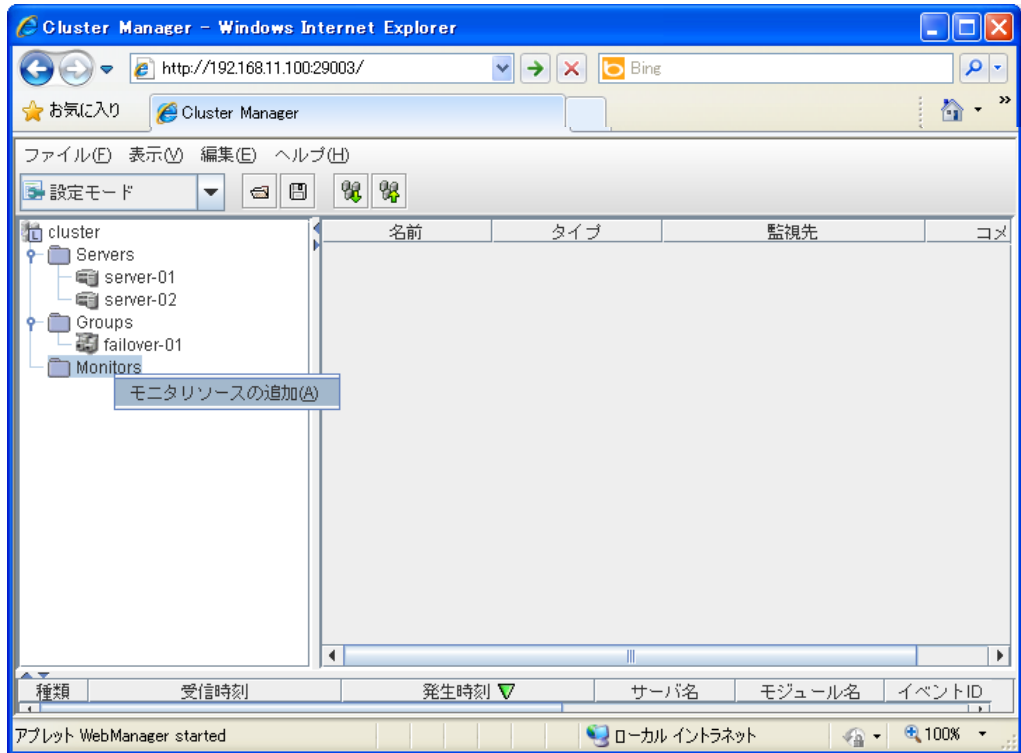 Cluster Manager - Windows Internet Explorer
http://192.168.11.100:29003/
Bing
お気に入り
Cluster Manager
ファイル(F) 表示(V) 編集(E) ヘルプ(H)
設定モード
cluster
Servers
server-01
server-02
Groups
failover-01
Monitors
モニタリソースの追加(A)
名前 タイプ 監視先 コメ
種類 受信時刻 発生時刻 サーバ名 モジュール名 イベントID
アプレット WebManager started
ローカル イントラネット
100%